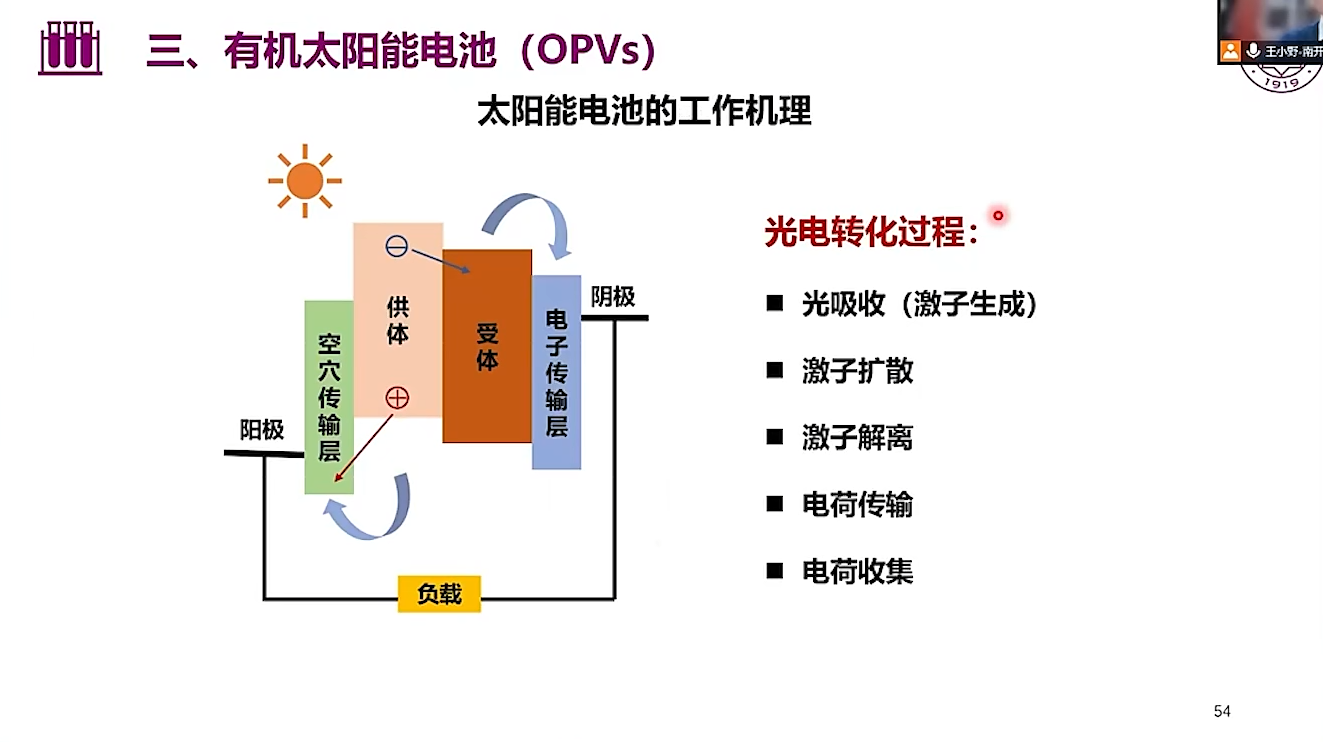 三、有机太阳能电池（OPVs）
王小野-南开
1919
太阳能电池的工作机理
光电转化过程：
光吸收（激子生成）
激子扩散
激子解离
电荷传输
电荷收集
阴极
供体
受体
电子传输层
空穴传输层
阳极
负载
54